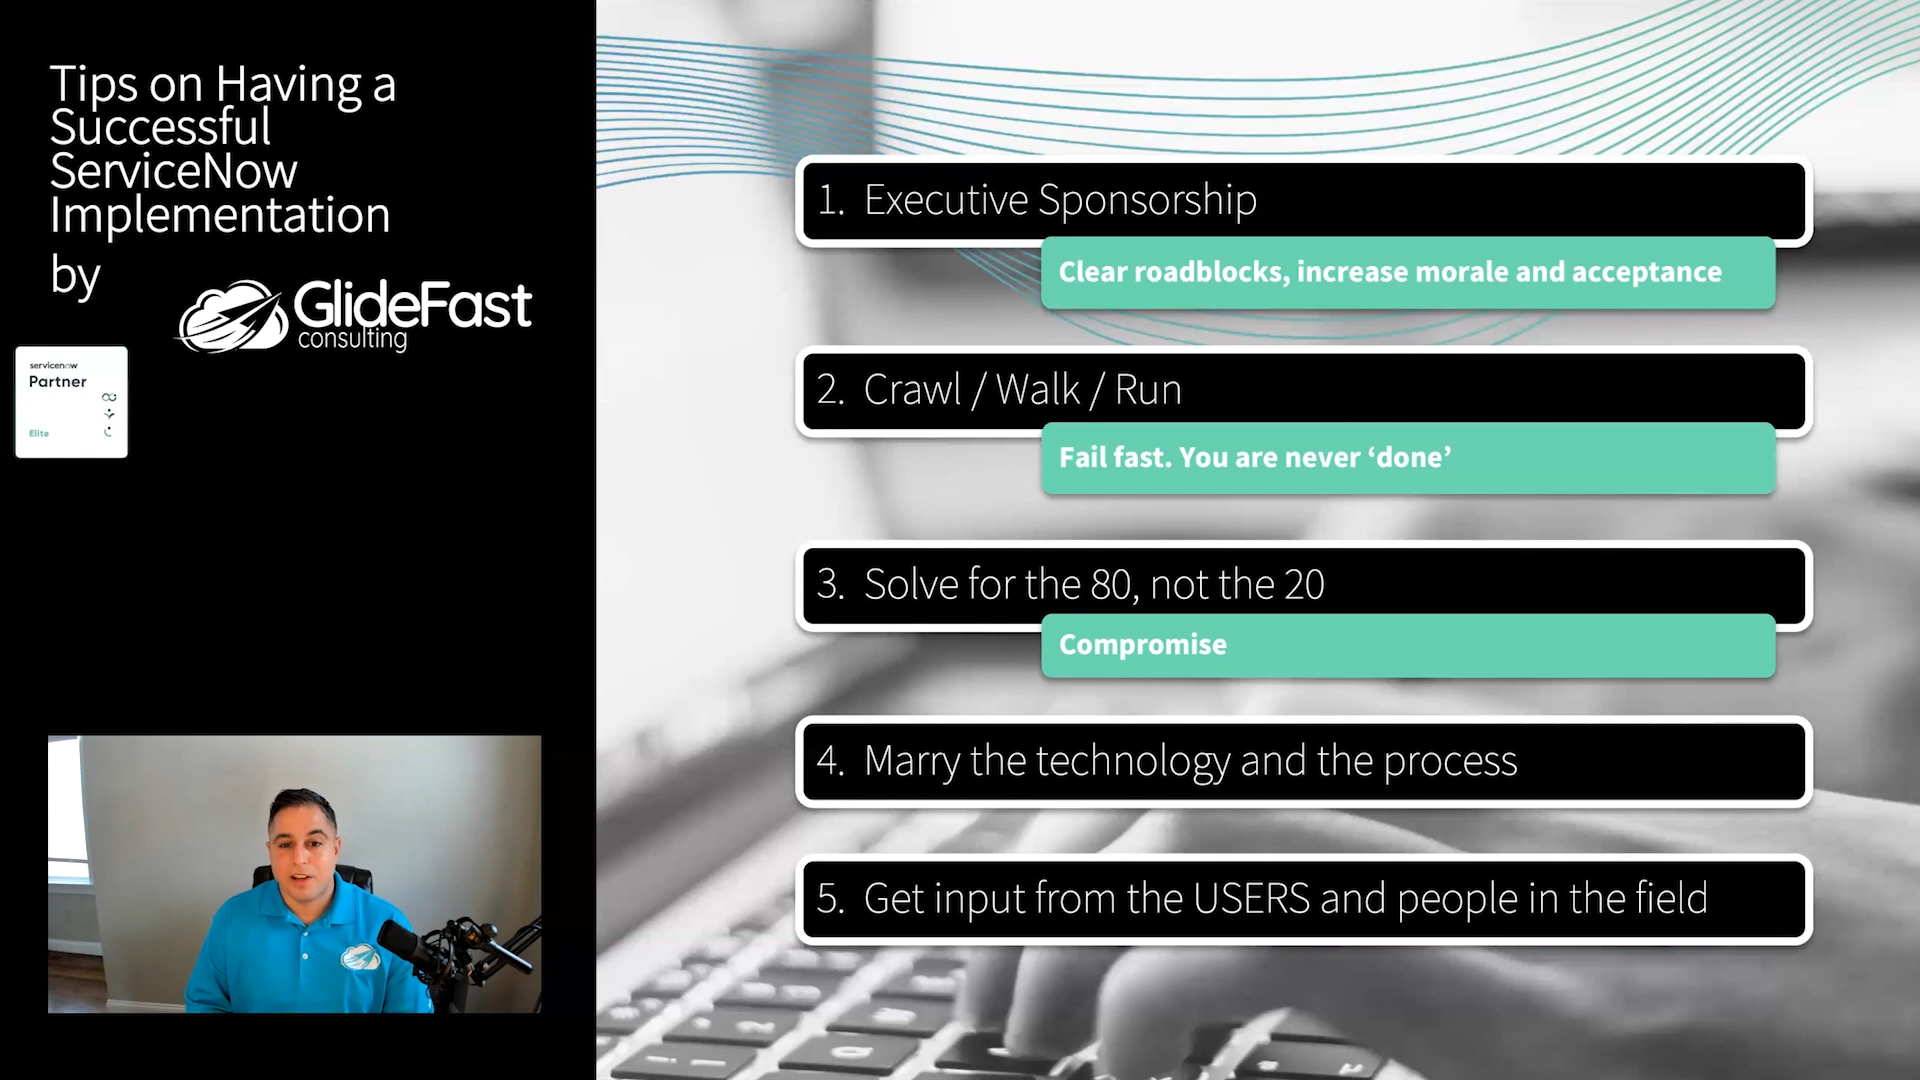 Tips on Having a
Successful
ServiceNow
Implementation
by
GlideFast
consulting
servicenow
Partner
Elite
1. Executive Sponsorship
Clear roadblocks, increase morale and acceptance
2. Crawl / Walk / Run
Fail fast. You are never ‘done’
3. Solve for the 80, not the 20
Compromise
4. Marry the technology and the process
5. Get input from the USERS and people in the field